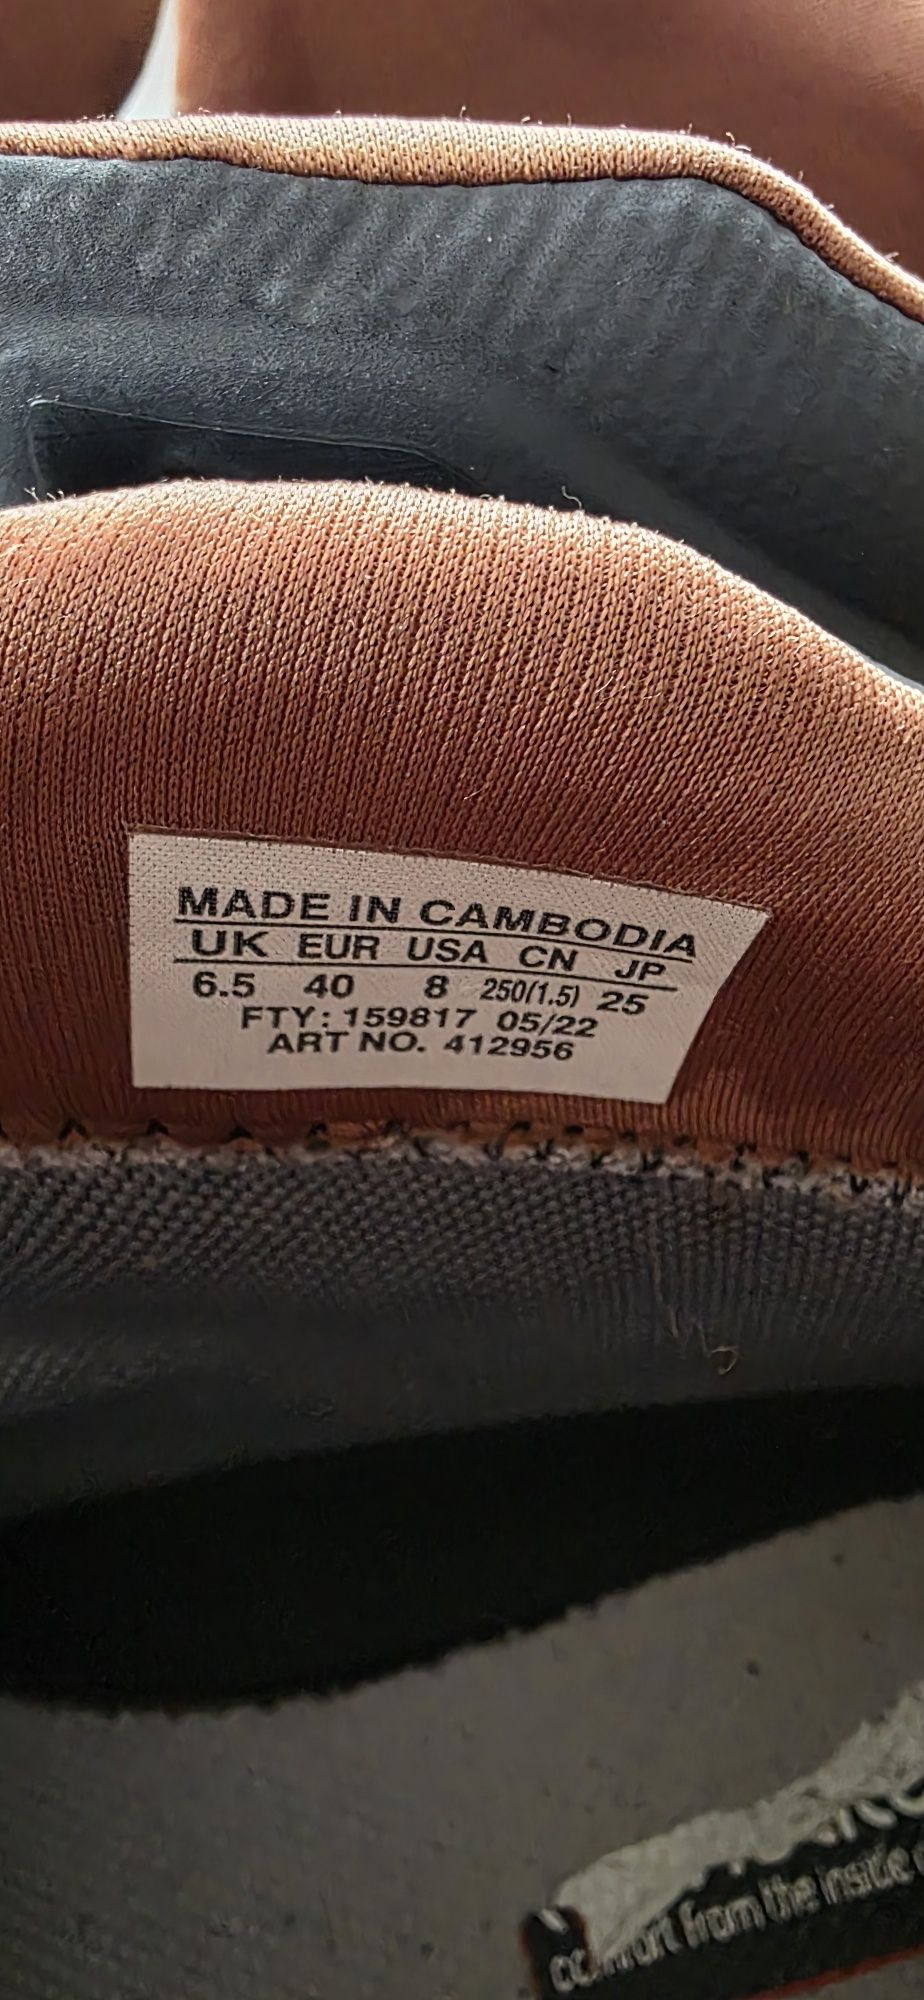 MADE IN CAMBODIA
UK EUR USA CN JP
6.5 40 8 250(1.5) 25
FTY: 159817 05/22
ART NO. 412956
comfort from the inside